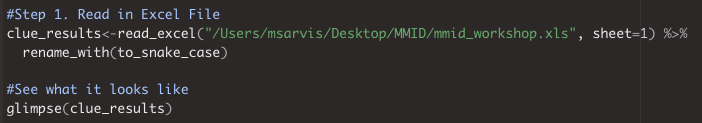 #Step 1. Read in Excel File
clue_results<-read_excel("/Users/msarvis/Desktop/MMID/mmid_workshop.xls", sheet=1) %>%
  rename_with(to_snake_case)

#See what it looks like
glimpse(clue_results)